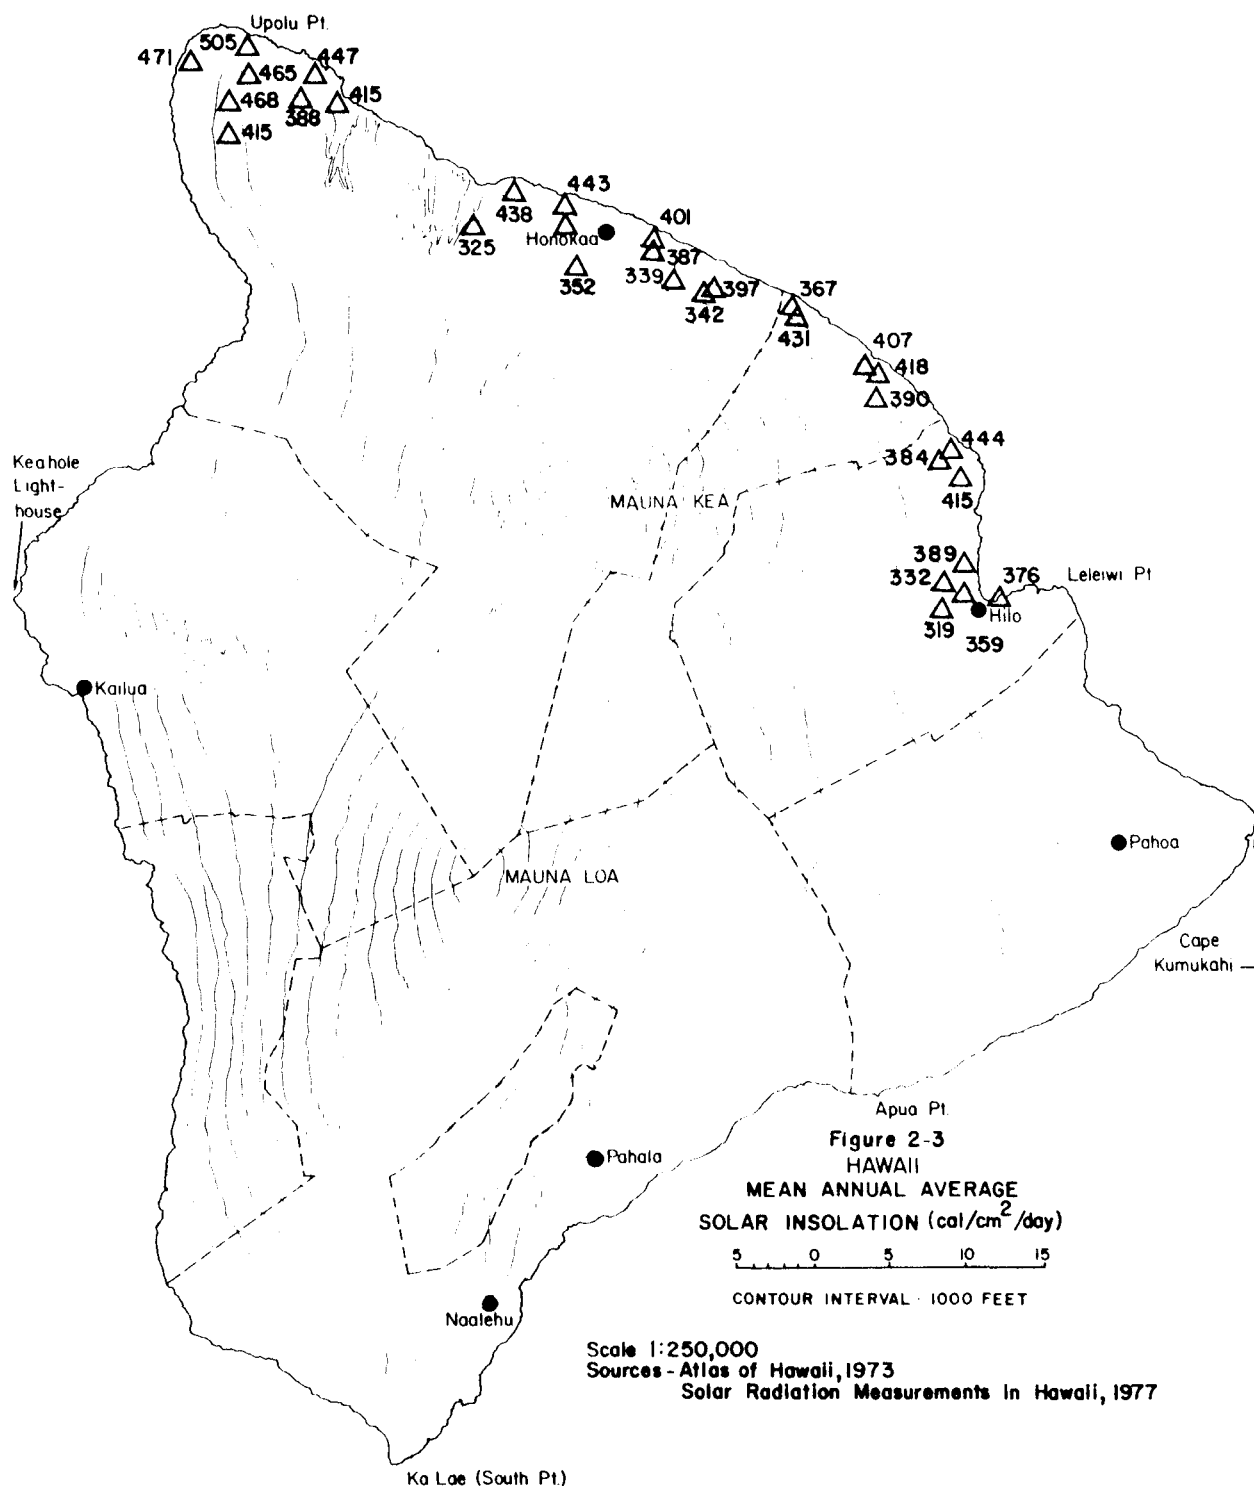 Upolu Pt.
505
471
447
465
468
415
388
415
443
438
325
Honokaa
401
387
352
339
397
342
367
431
407
418
390
444
384
415
Keahole
Light-
house
MAUNA KEA
389
332
376
Leleiwi Pt
Hilo
319
359
Kailua
Pahoa
MAUNA LOA
Cape
Kumukahi
Apua Pt.
Figure 2-3
HAWAII
MEAN ANNUAL AVERAGE
SOLAR INSOLATION (cal/cm²/day)
5 0 5 10 15
CONTOUR INTERVAL · 1000 FEET
Pahala
Naalehu
Scale 1:250,000
Sources - Atlas of Hawaii, 1973
Solar Radiation Measurements in Hawaii, 1977
Ka Lae (South Pt.)